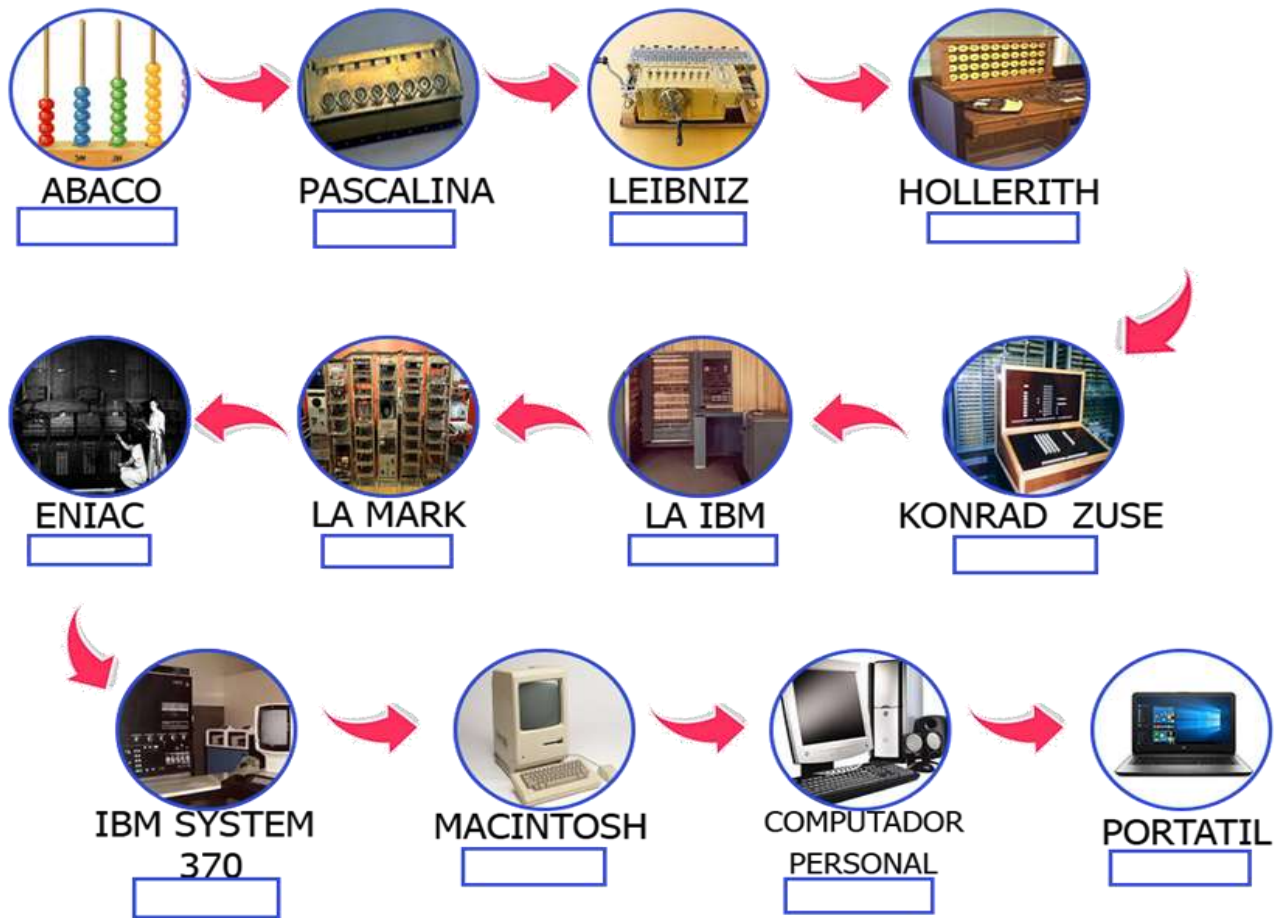 ABACO
PASCALINA
LEIBNIZ
HOLLERITH
KONRAD ZUSE
LA IBM
LA MARK
ENIAC
IBM SYSTEM
370
MACINTOSH
COMPUTADOR
PERSONAL
PORTATIL